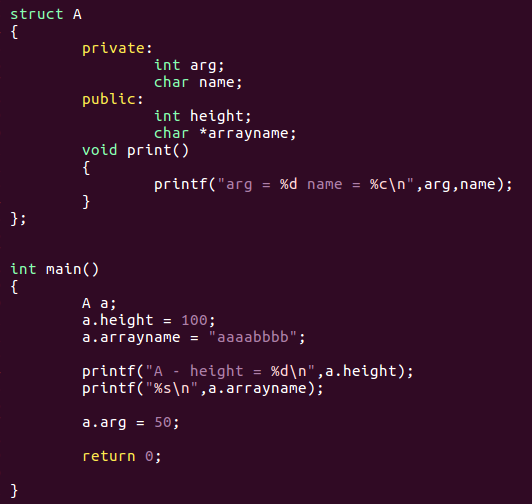 struct A
{
        private:
                int arg;
                char name;
        public:
                int height;
                char *arrayname;
        void print()
        {
                printf("arg = %d name = %c\n",arg,name);
        }
};
int main()
{
        A a;
        a.height = 100;
        a.arrayname = "aaaabbbb";
        printf("A - height = %d\n",a.height);
        printf("%s\n",a.arrayname);
        a.arg = 50;
        return 0;
}